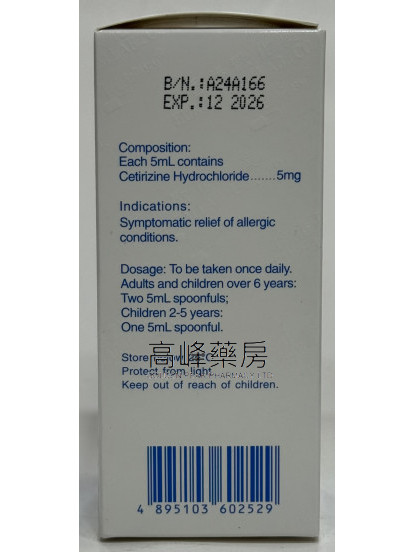 B/N.:A24A166
EXP.:12 2026
Composition:
Each 5mL contains
Cetirizine Hydrochloride.......5mg
Indications:
Symptomatic relief of allergic
conditions.
Dosage: To be taken once daily.
Adults and children over 6 years:
Two 5mL spoonfuls;
Children 2-5 years:
One 5mL spoonful.
高峰藥房
Store
Protect from light
Keep out of reach of children.
4 895103 602529